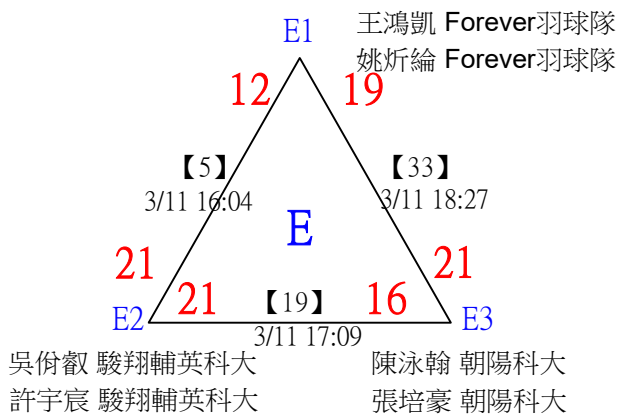 E1
王鴻凱 Forever羽球隊
姚炘綸 Forever羽球隊
12
19
【5】
3/11 16:04
【33】
3/11 18:27
E
21
21
E2
21
【19】
16
E3
3/11 17:09
吳佾叡 駿翔輔英科大
許宇宸 駿翔輔英科大
陳泳翰 朝陽科大
張培豪 朝陽科大